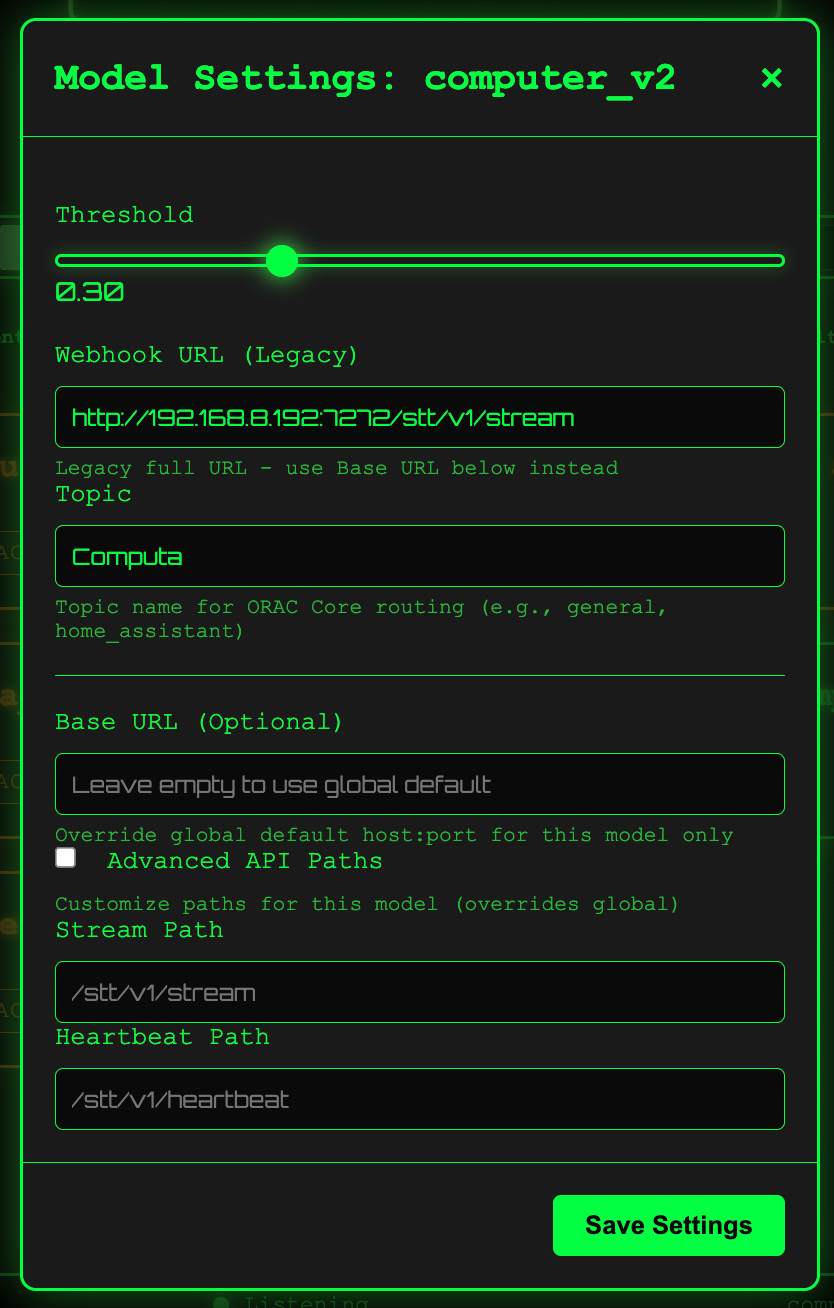 Model Settings: computer_v2 ×
Threshold
0.30
Webhook URL (Legacy)
http://192.168.8.192:7272/stt/v1/stream
Legacy full URL - use Base URL below instead
Topic
Computa
Topic name for ORAC Core routing (e.g., general,
home_assistant)
Base URL (Optional)
Leave empty to use global default
Override global default host:port for this model only
Advanced API Paths
Customize paths for this model (overrides global)
Stream Path
/stt/v1/stream
Heartbeat Path
/stt/v1/heartbeat
Save Settings
Listening